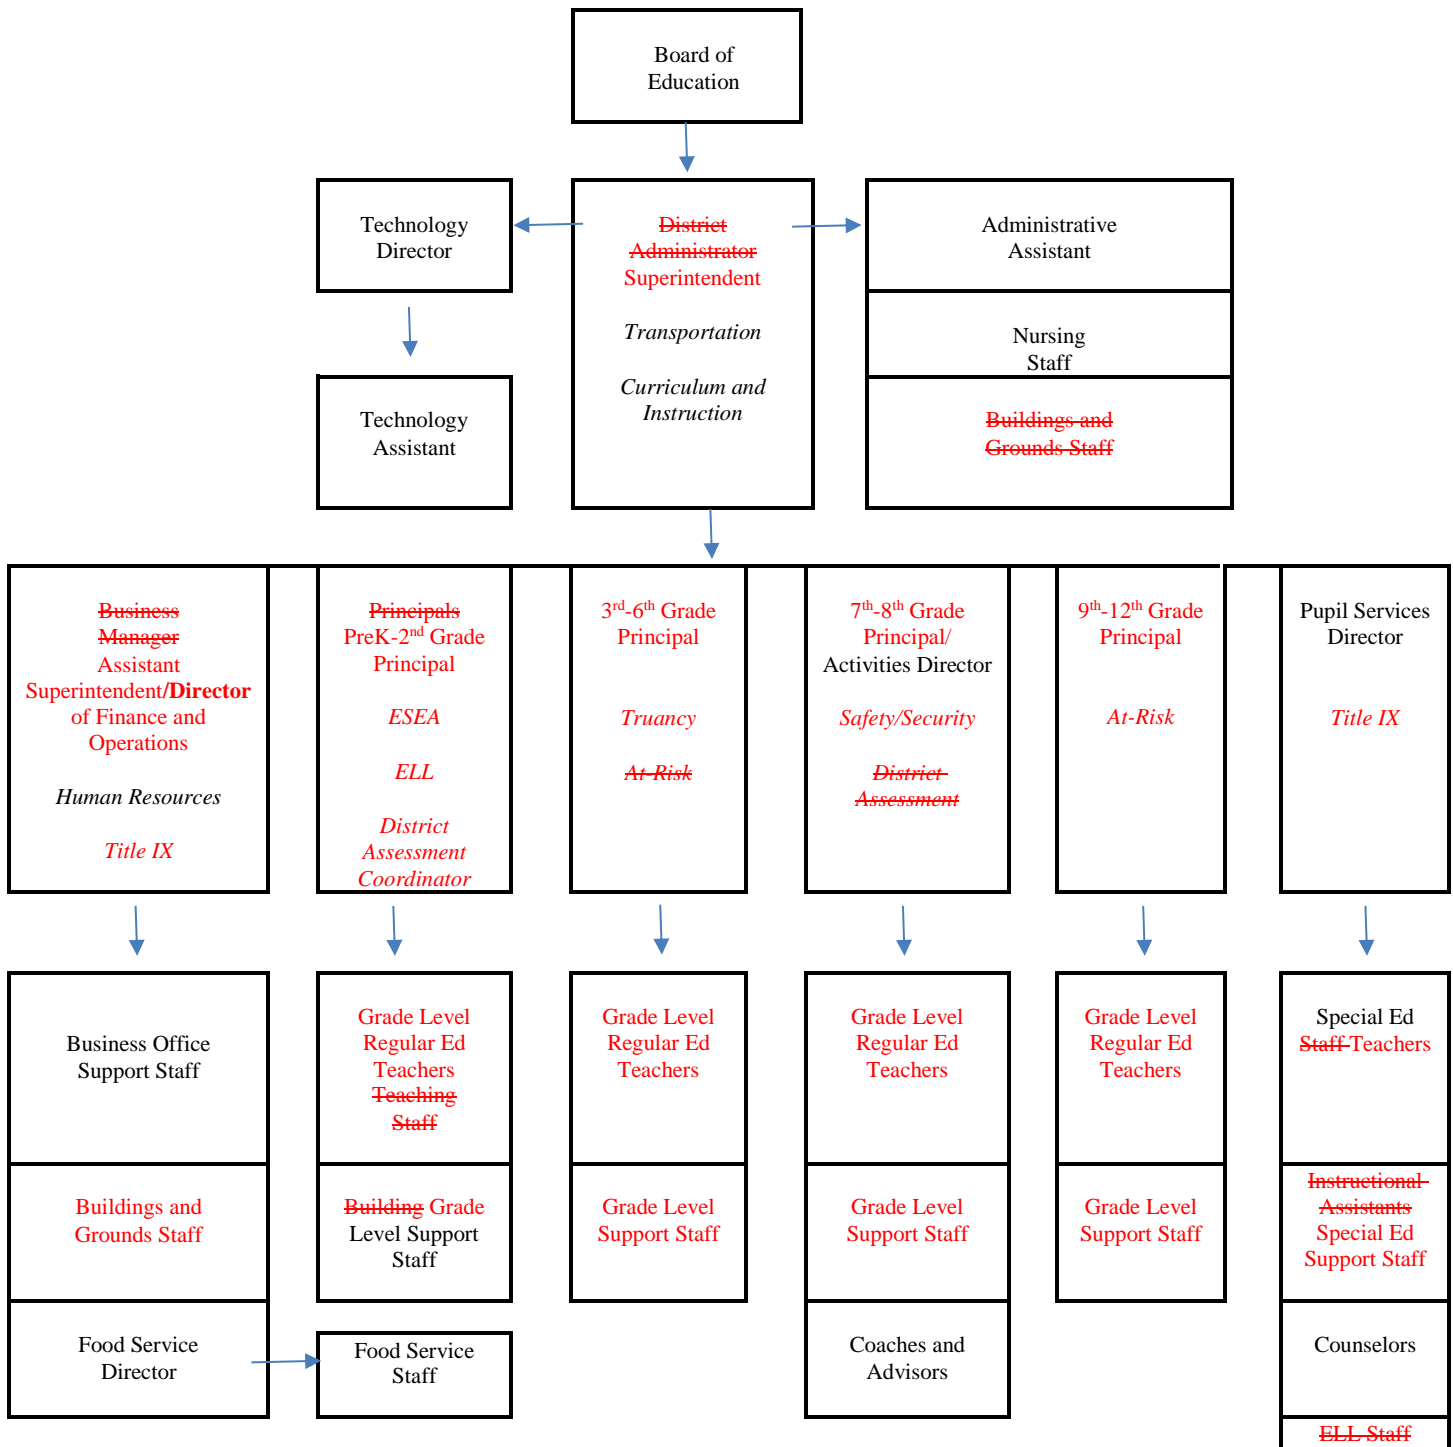 Board of
Education
Technology
Director
District
Administrator
Superintendent
Transportation
Curriculum and
Instruction
Administrative
Assistant
Nursing
Staff
Buildings and
Grounds Staff
Technology
Assistant
Business
Manager
Assistant
Superintendent/Director
of Finance and
Operations
Human Resources
Title IX
Principals
PreK-2nd Grade
Principal
ESEA
ELL
District
Assessment
Coordinator
3rd-6th Grade
Principal
Truancy
At-Risk
7th-8th Grade
Principal/
Activities Director
Safety/Security
District
Assessment
9th-12th Grade
Principal
At-Risk
Pupil Services
Director
Title IX
Business Office
Support Staff
Buildings and
Grounds Staff
Food Service
Director
Grade Level
Regular Ed
Teachers
Teaching
Staff
Building Grade
Level Support
Staff
Food Service
Staff
Grade Level
Regular Ed
Teachers
Grade Level
Support Staff
Grade Level
Regular Ed
Teachers
Grade Level
Support Staff
Coaches and
Advisors
Grade Level
Regular Ed
Teachers
Grade Level
Support Staff
Special Ed
Staff Teachers
Instructional
Assistants
Special Ed
Support Staff
Counselors
ELL Staff